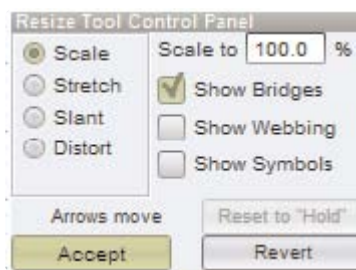 Resize Tool Control Panel
Scale
Scale to 100.0 %
Stretch
Show Bridges
Slant
Show Webbing
Distort
Show Symbols
Arrows move
Reset to "Hold"
Accept
Revert